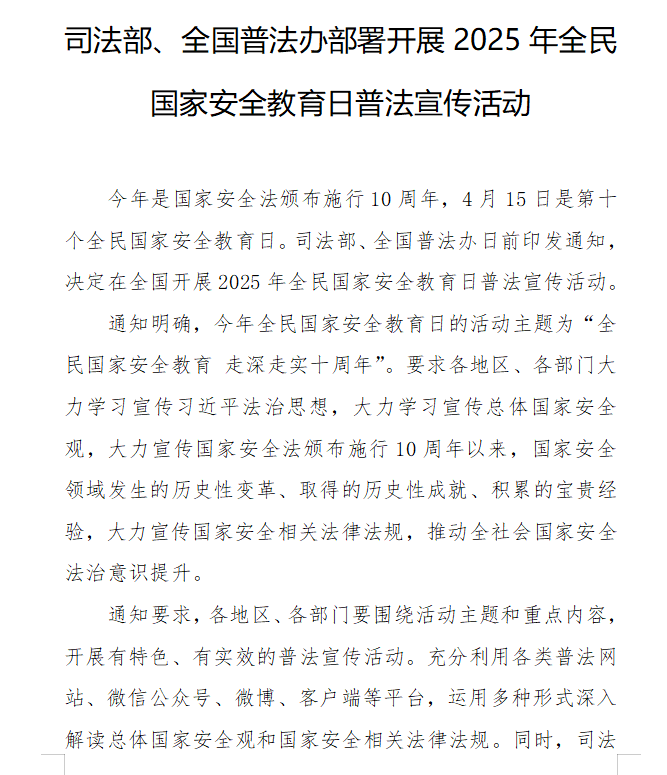 司法部、全国普法办部署开展 2025 年全民
国家安全教育日普法宣传活动
今年是国家安全法颁布施行 10 周年，4 月 15 日是第十
个全民国家安全教育日。司法部、全国普法办日前印发通知，
决定在全国开展 2025 年全民国家安全教育日普法宣传活动。
通知明确，今年全民国家安全教育日的活动主题为“全
民国家安全教育 走深走实十周年”。要求各地区、各部门大
力学习宣传习近平法治思想，大力学习宣传总体国家安全
观，大力宣传国家安全法颁布施行 10 周年以来，国家安全
领域发生的历史性变革、取得的历史性成就、积累的宝贵经
验，大力宣传国家安全相关法律法规，推动全社会国家安全
法治意识提升。
通知要求，各地区、各部门要围绕活动主题和重点内容，
开展有特色、有实效的普法宣传活动。充分利用各类普法网
站、微信公众号、微博、客户端等平台，运用多种形式深入
解读总体国家安全观和国家安全相关法律法规。同时，司法